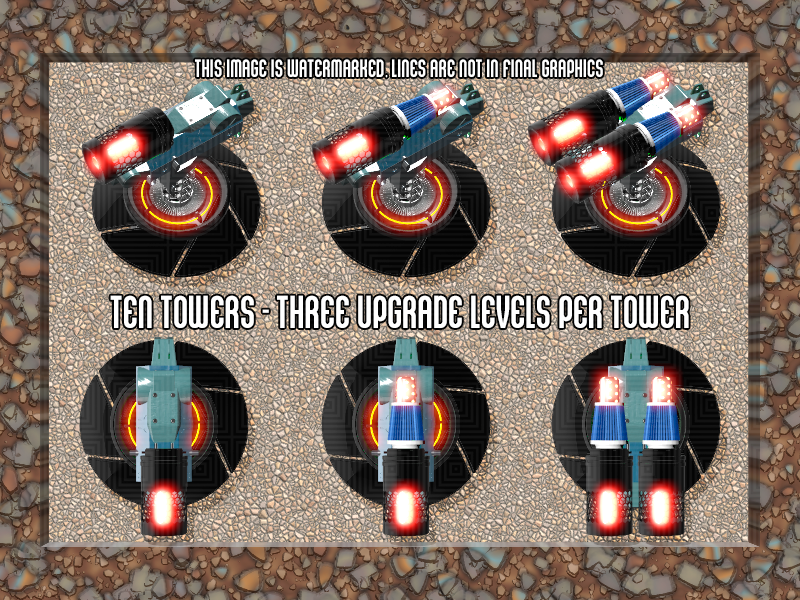 THIS IMAGE IS WATERMARKED, LINES ARE NOT IN FINAL GRAPHICS
TEN TOWERS - THREE UPGRADE LEVELS PER TOWER